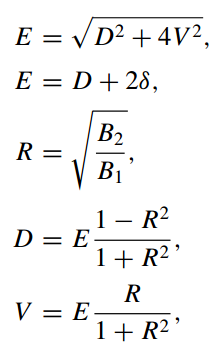 E = √(D² + 4V²),
E = D + 2δ,
R = √(B₂/B₁),
D = E (1 − R²)/(1 + R²),
V = E R/(1 + R²),